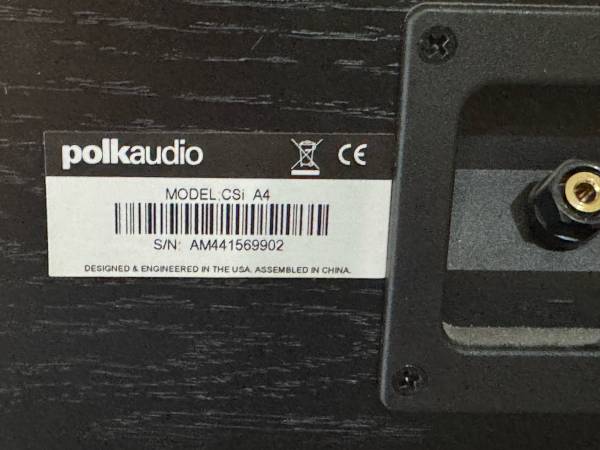 polkaudio CE
MODEL:CSi A4
S/N: AM441569902
DESIGNED & ENGINEERED IN THE USA. ASSEMBLED IN CHINA.